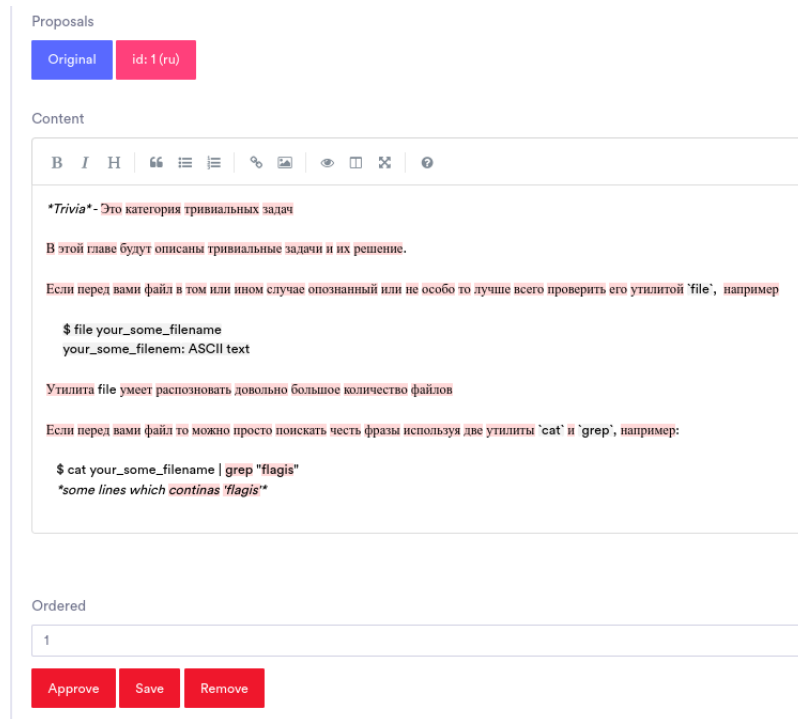 Proposals
Original
id: 1 (ru)
Content
B I H
*Trivia* - Это категория тривиальных задач
В этой главе будут описаны тривиальные задачи и их решение.
Если перед вами файл в том или ином случае опознанный или не особо то лучше всего проверить его утилитой `file`, например
$ file your_some_filename
your_some_filenem: ASCII text
Утилита file умеет распозновать довольно большое количество файлов
Если перед вами файл то можно просто поискать честь фразы используя две утилиты `cat` и `grep`, например:
$ cat your_some_filename | grep "flagis"
*some lines which continas 'flagis'*
Ordered
1
Approve
Save
Remove